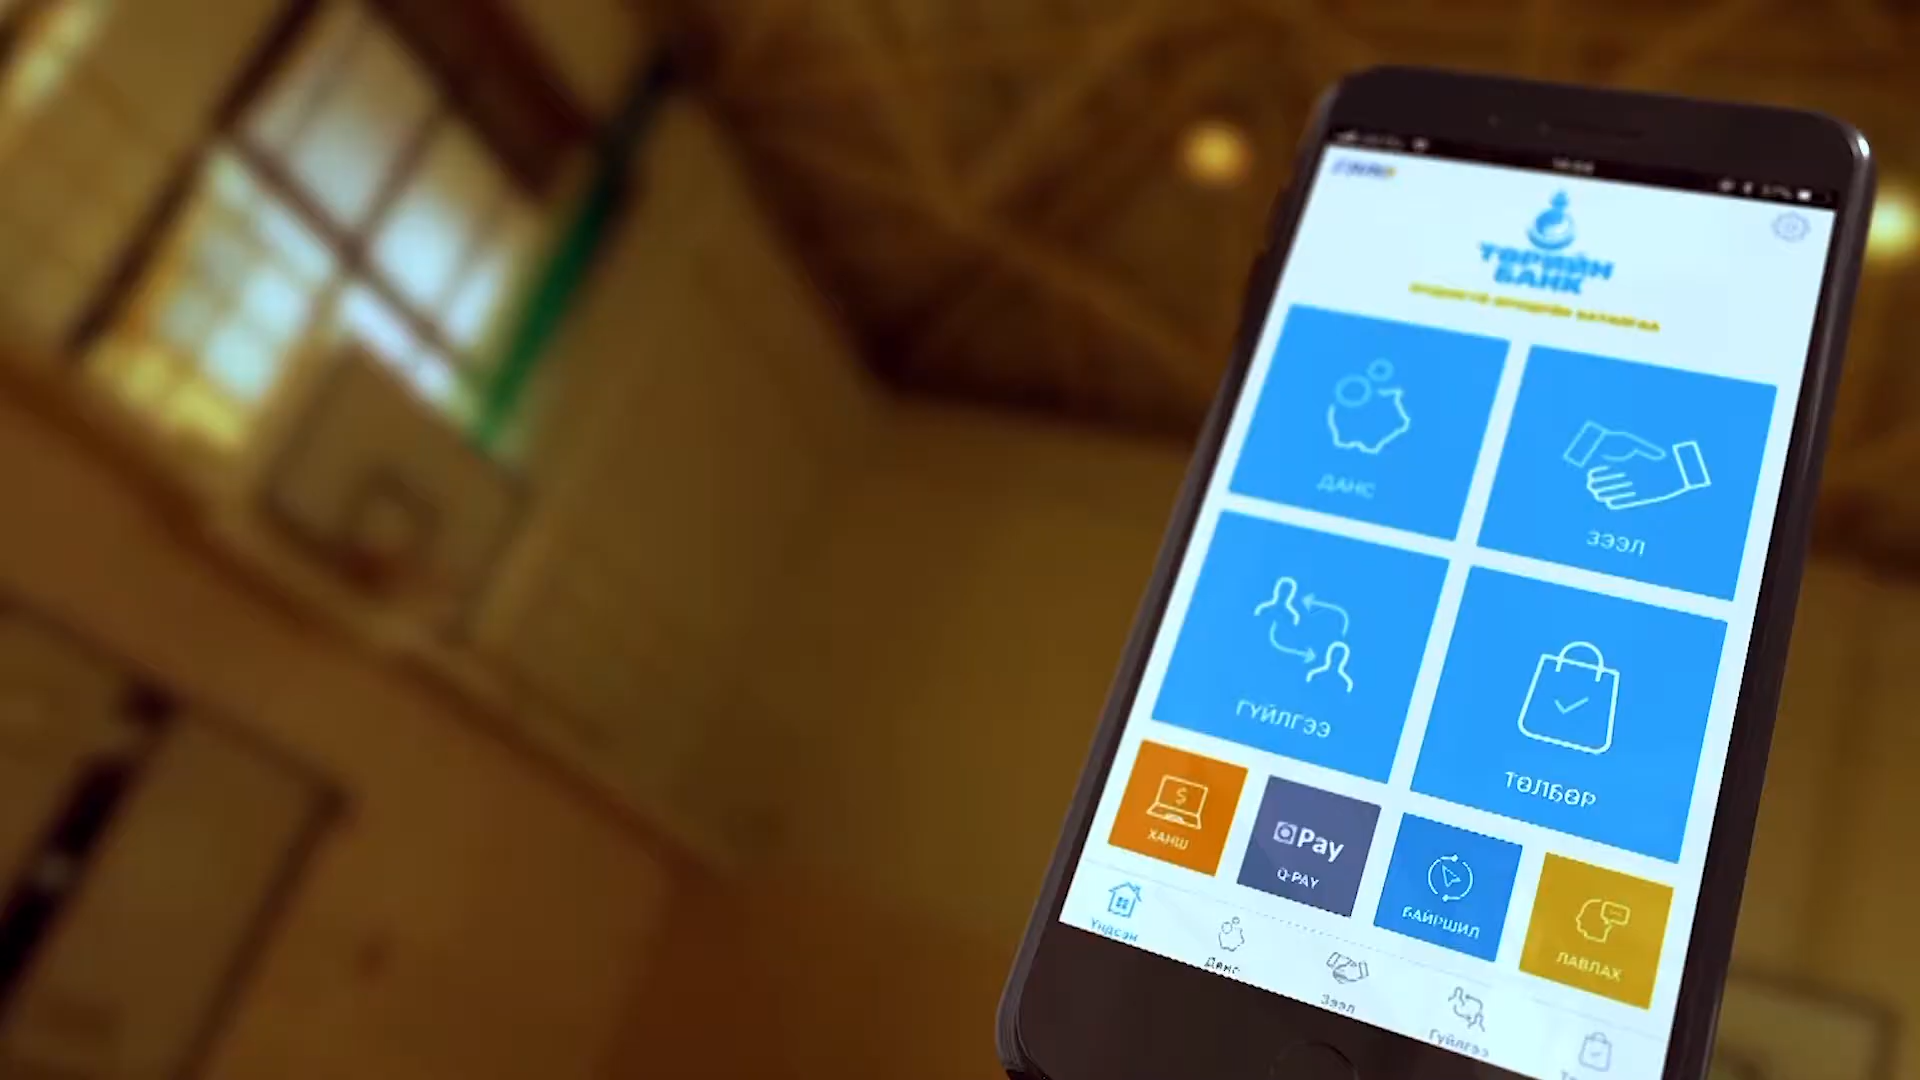 ТӨРИЙН
БАНК
ДАНС
ЗЭЭЛ
ГҮЙЛГЭЭ
ТӨЛБӨР
ХАНШ
Pay
Q-PAY
БАЙРШИЛ
ЛАВЛАХ
Үндсэн
Данс
Зээл
Гүйлгээ